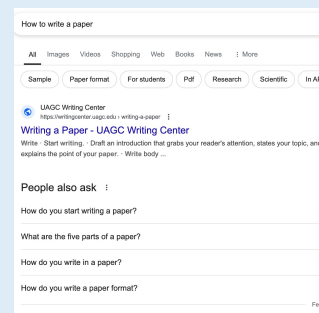 How to write a paper
All Images Videos Shopping Web Books News ⋮ More
Sample Paper format For students Pdf Research Scientific In
UAGC Writing Center
https://writingcenter.uagc.edu › writing-a-paper ⋮
Writing a Paper - UAGC Writing Center
Write · Start writing. · Draft an introduction that grabs your reader's attention, states your topic, and
explains the point of your paper. · Write body ...
People also ask ⋮
How do you start writing a paper?
What are the five parts of a paper?
How do you write in a paper?
How do you write a paper format?